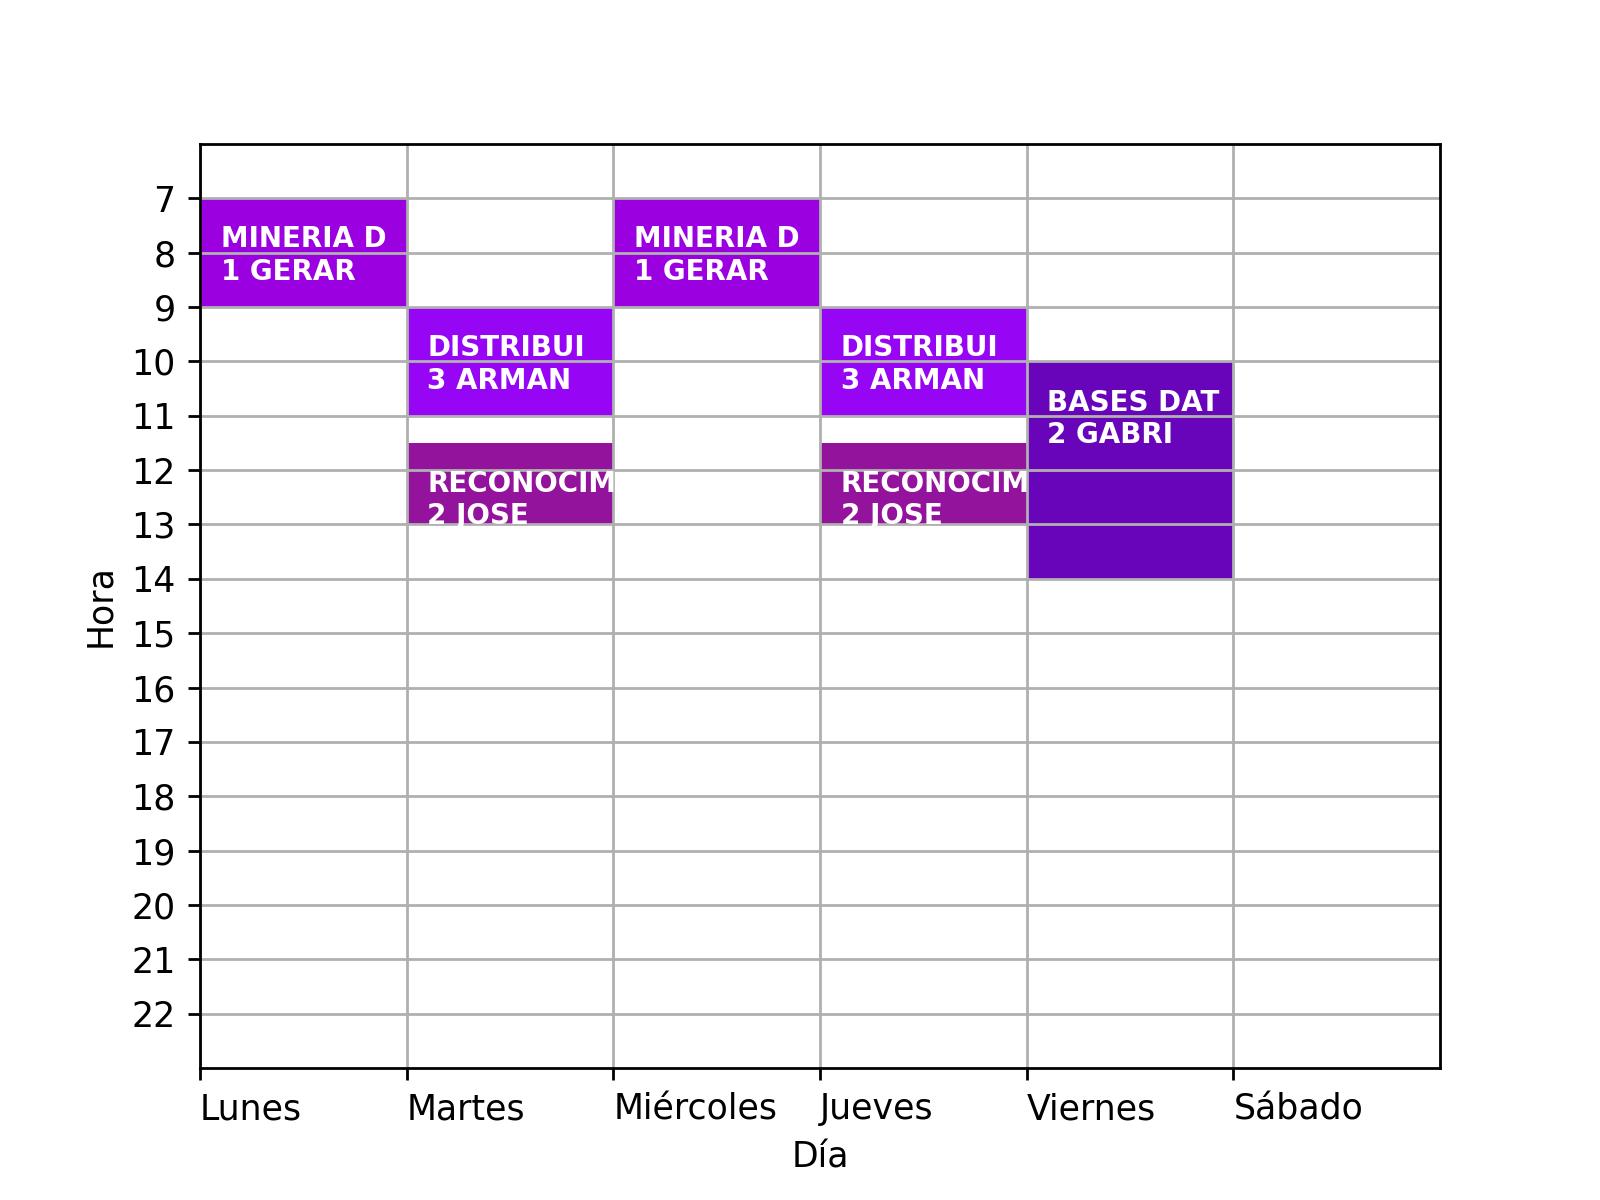 7
MINERIA D
1 GERAR
MINERIA D
1 GERAR
8
9
DISTRIBUI
3 ARMAN
DISTRIBUI
3 ARMAN
10
BASES DAT
2 GABRI
11
12
RECONOCIM
2 JOSE
RECONOCIM
2 JOSE
13
14
Hora
15
16
17
18
19
20
21
22
Lunes Martes Miércoles Jueves Viernes Sábado
Día